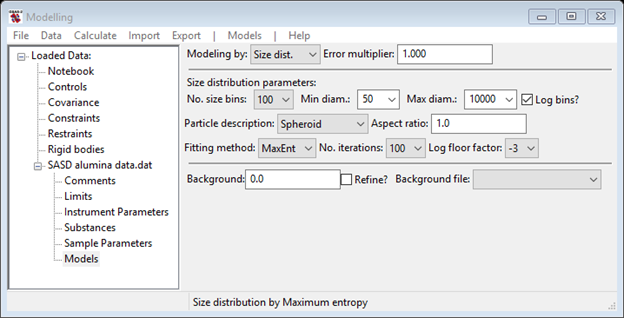 Modelling
File Data Calculate Import Export | Models | Help
Loaded Data:
Notebook
Controls
Covariance
Constraints
Restraints
Rigid bodies
SASD alumina data.dat
Comments
Limits
Instrument Parameters
Substances
Sample Parameters
Models
Modeling by: Size dist. Error multiplier: 1.000
Size distribution parameters:
No. size bins: 100 Min diam.: 50 Max diam.: 10000 Log bins?
Particle description: Spheroid Aspect ratio: 1.0
Fitting method: MaxEnt No. iterations: 100 Log floor factor: -3
Background: 0.0 Refine? Background file:
Size distribution by Maximum entropy